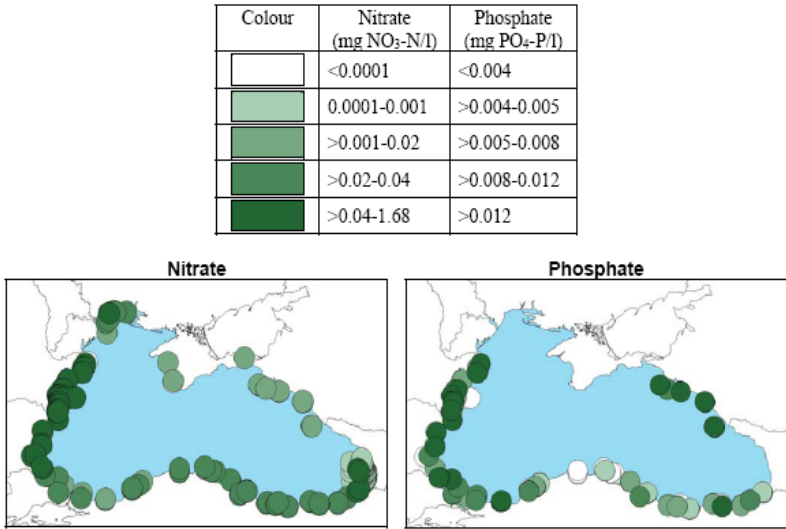 Colour Nitrate Phosphate
(mg NO₃-N/l) (mg PO₄-P/l)
<0.0001 <0.004
0.0001-0.001 >0.004-0.005
>0.001-0.02 >0.005-0.008
>0.02-0.04 >0.008-0.012
>0.04-1.68 >0.012
Nitrate Phosphate